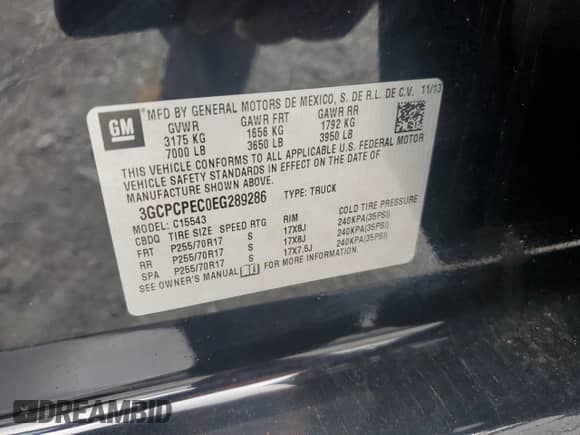 GM
MFD BY GENERAL MOTORS DE MEXICO, S. DE R.L. DE C.V. 11/13
GVWR GAWR FRT GAWR RR
3175 KG 1656 KG 1792 KG
7000 LB 3650 LB 3950 LB
THIS VEHICLE CONFORMS TO ALL APPLICABLE U.S. FEDERAL MOTOR
VEHICLE SAFETY STANDARDS IN EFFECT ON THE DATE OF
MANUFACTURE SHOWN ABOVE.
3GCPCPEC0EG289286 TYPE: TRUCK
MODEL: C15543
CBDQ TIRE SIZE SPEED RTG RIM COLD TIRE PRESSURE
FRT P255/70R17 S 17X8J 240KPA(35PSI)
RR P255/70R17 S 17X8J 240KPA(35PSI)
SPA P255/70R17 S 17X7.5J 240KPA(35PSI)
SEE OWNER'S MANUAL FOR MORE INFORMATION.
DREAMBID